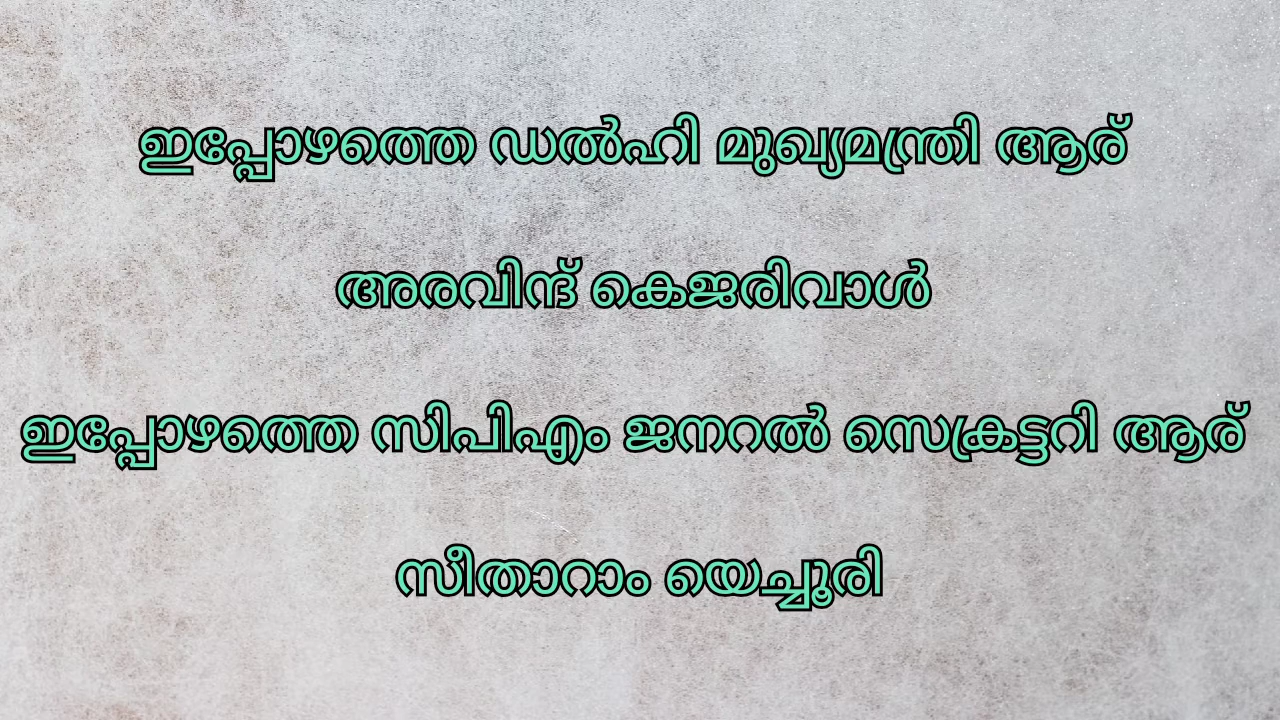 ഇപ്പോഴത്തെ ഡൽഹി മുഖ്യമന്ത്രി ആര്
അരവിന്ദ് കെജരിവാൾ
ഇപ്പോഴത്തെ സിപിഎം ജനറൽ സെക്രട്ടറി ആര്
സീതാറാം യെച്ചൂരി